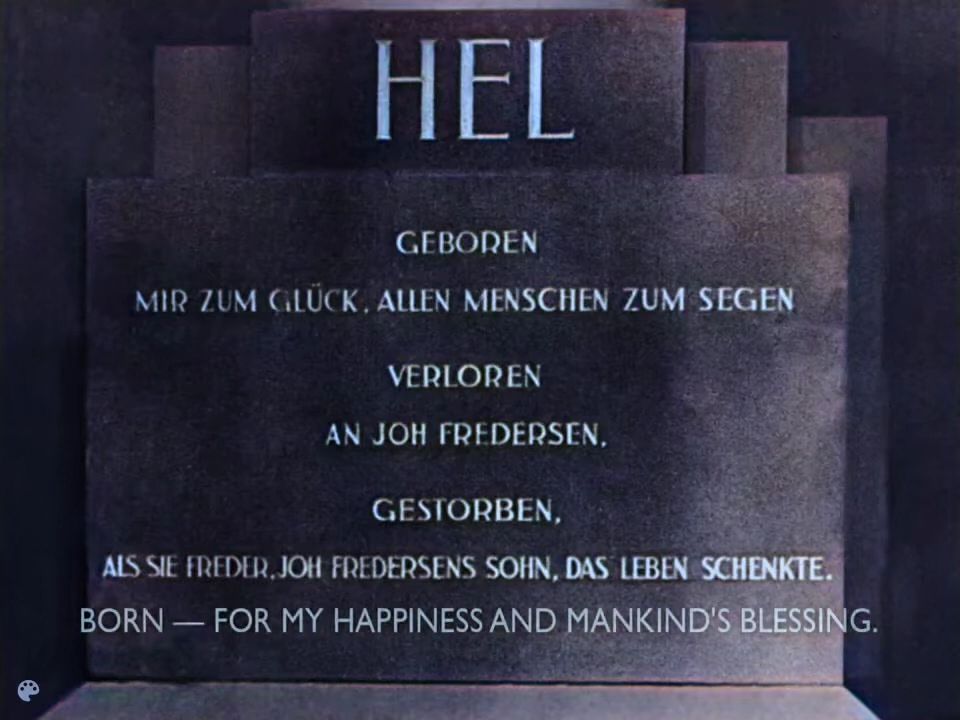 HEL
GEBOREN
MIR ZUM GLÜCK, ALLEN MENSCHEN ZUM SEGEN
VERLOREN
AN JOH FREDERSEN,
GESTORBEN,
ALS SIE FREDER, JOH FREDERSENS SOHN, DAS LEBEN SCHENKTE.
BORN — FOR MY HAPPINESS AND MANKIND'S BLESSING.